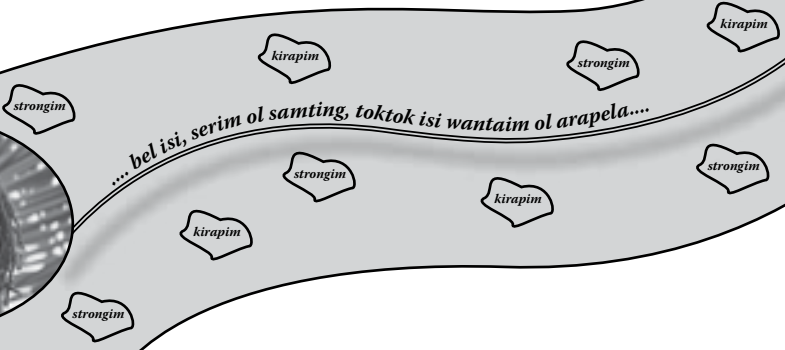 kirapim
kirapim
strongim
strongim
.... bel isi, serim ol samting, toktok isi wantaim ol arapela....
strongim
strongim
kirapim
kirapim
strongim